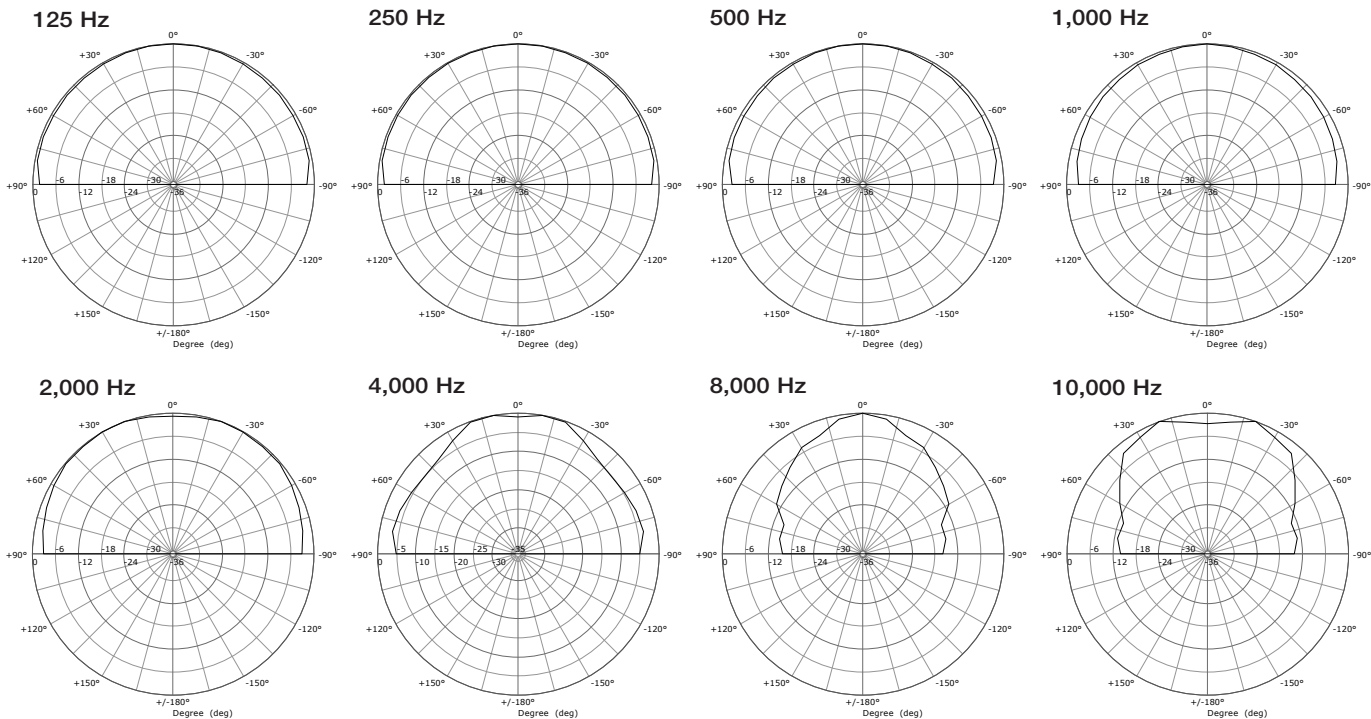 125 Hz
250 Hz
500 Hz
1,000 Hz
0° 0° 0° 0°
+30° -30° +30° -30° +30° -30° +30° -30°
+60° -60° +60° -60° +60° -60° +60° -60°
+90° -6 -18 -30 -90° +90° -6 -18 -30 -90° +90° -6 -18 -30 -90° +90° -6 -18 -30 -90°
0 -12 -24 -36 0 -12 -24 -36 0 -12 -24 -36 0 -12 -24 -36
+120° -120° +120° -120° +120° -120° +120° -120°
+150° -150° +150° -150° +150° -150° +150° -150°
+/-180° +/-180° +/-180° +/-180°
Degree (deg) Degree (deg) Degree (deg) Degree (deg)
2,000 Hz
4,000 Hz
8,000 Hz
10,000 Hz
0° 0° 0° 0°
+30° -30° +30° -30° +30° -30° +30° -30°
+60° -60° +60° -60° +60° -60° +60° -60°
+90° -6 -18 -30 -90° +90° -5 -15 -25 -35 -90° +90° -6 -18 -30 -90° +90° -6 -18 -30 -90°
0 -12 -24 -36 0 -10 -20 -30 0 -12 -24 -36 0 -12 -24 -36
+120° -120° +120° -120° +120° -120° +120° -120°
+150° -150° +150° -150° +150° -150° +150° -150°
+/-180° +/-180° +/-180° +/-180°
Degree (deg) Degree (deg) Degree (deg) Degree (deg)